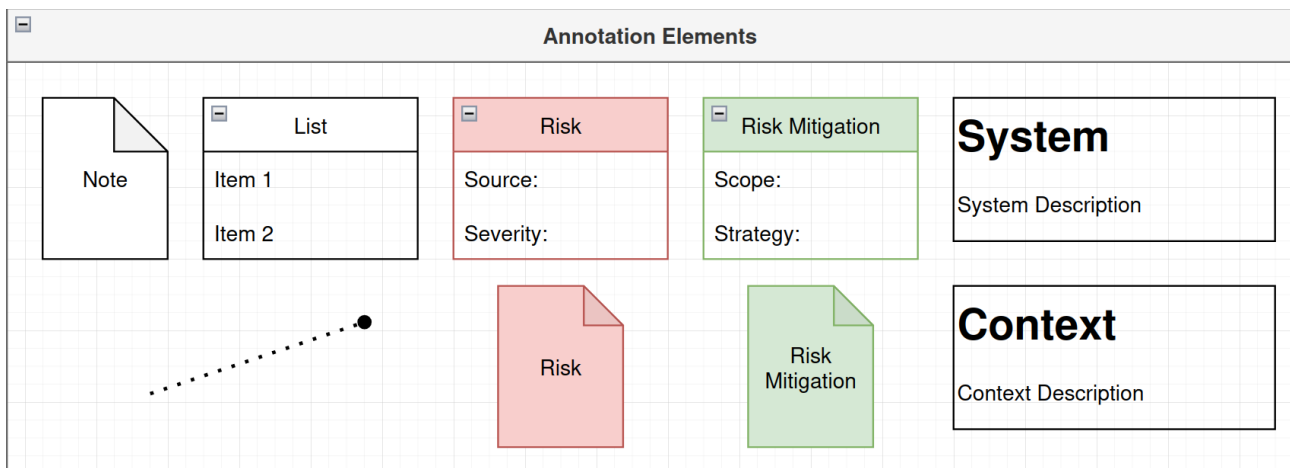 Annotation Elements
Note
List
Item 1
Item 2
Risk
Source:
Severity:
Risk Mitigation
Scope:
Strategy:
System
System Description
Risk
Risk
Mitigation
Context
Context Description